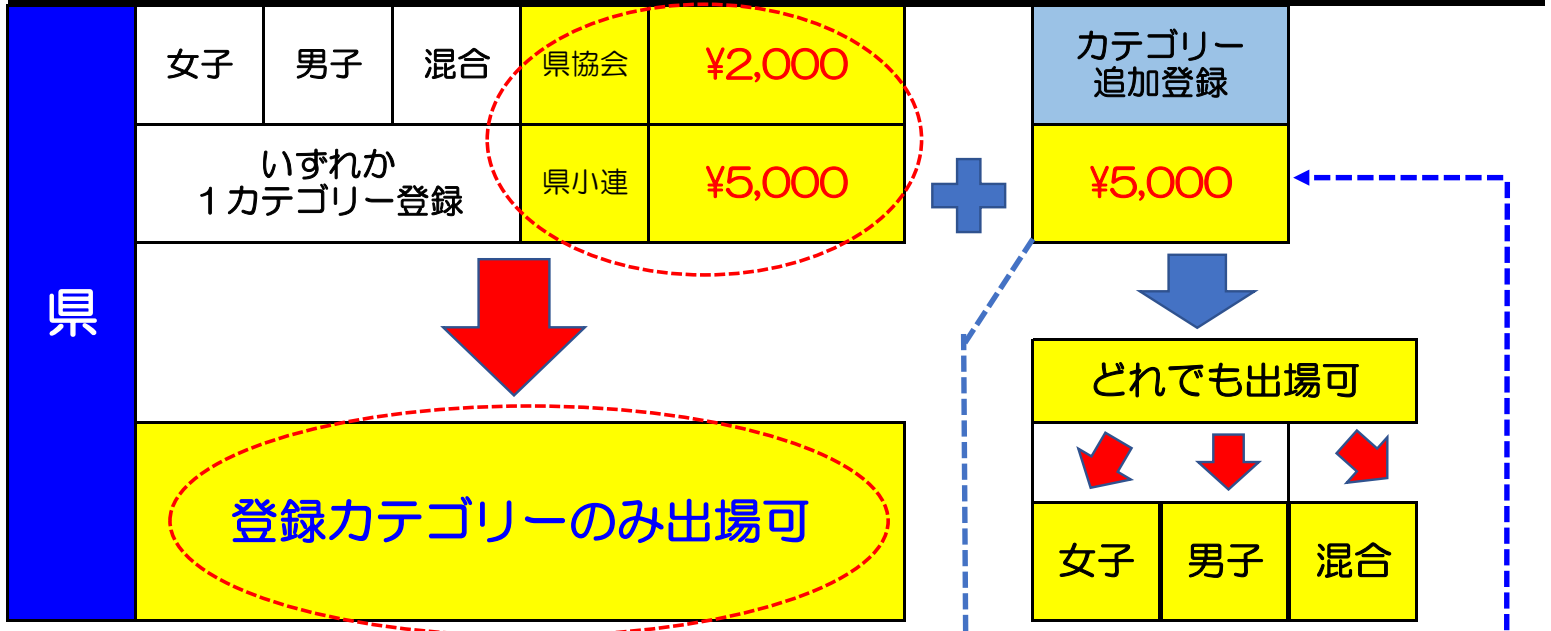 県
女子
男子
混合
県協会
¥2,000
いずれか
１カテゴリー登録
県小連
¥5,000
登録カテゴリーのみ出場可
カテゴリー
追加登録
¥5,000
どれでも出場可
女子
男子
混合